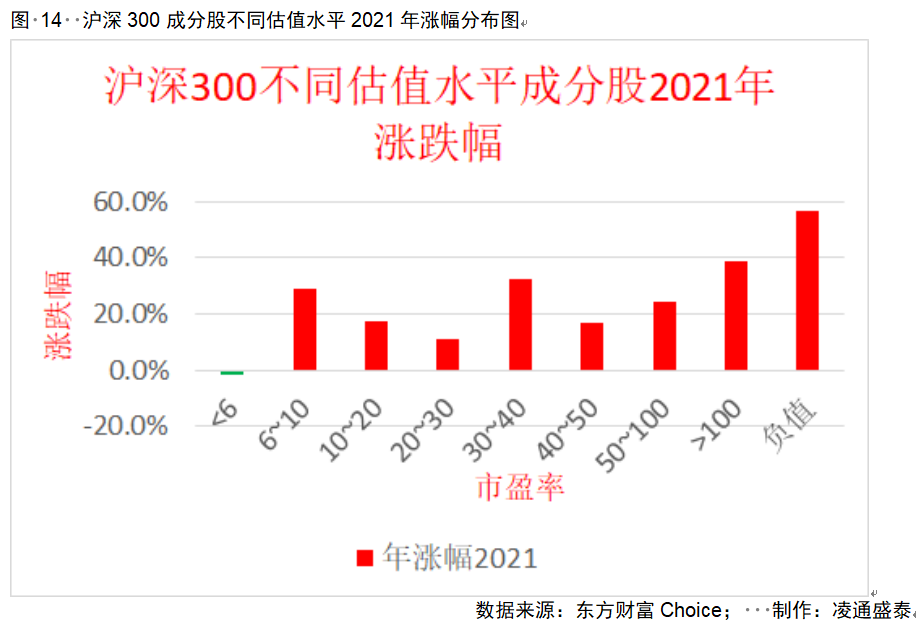 图·14··沪深 300 成分股不同估值水平 2021 年涨幅分布图
沪深300不同估值水平成分股2021年
涨跌幅
60.0%
40.0%
20.0%
0.0%
-20.0%
涨跌幅
<6
6~10
10~20
20~30
30~40
40~50
50~100
>100
负值
市盈率
年涨幅2021
数据来源：东方财富 Choice；···制作：凌通盛泰